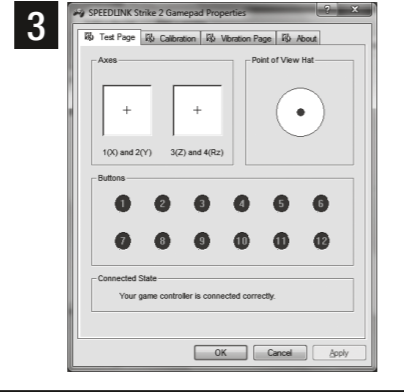 3
SPEEDLINK Strike 2 Gamepad Properties
Test Page Calibration Vibration Page About
Axes
Point of View Hat
1(X) and 2(Y) 3(Z) and 4(Rz)
Buttons
1 2 3 4 5 6
7 8 9 10 11 12
Connected State
Your game controller is connected correctly.
OK Cancel Apply